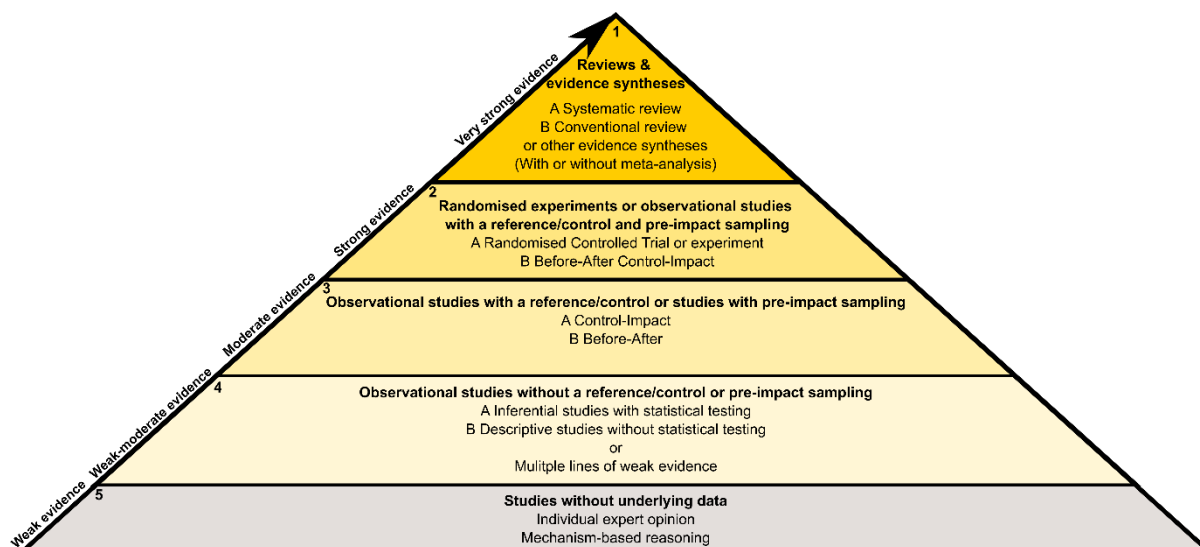 1
Reviews &
evidence syntheses
A Systematic review
B Conventional review
or other evidence syntheses
(With or without meta-analysis)
Very strong evidence
2
Randomised experiments or observational studies
with a reference/control and pre-impact sampling
A Randomised Controlled Trial or experiment
B Before-After Control-Impact
Strong evidence
3
Observational studies with a reference/control or studies with pre-impact sampling
A Control-Impact
B Before-After
Moderate evidence
4
Observational studies without a reference/control or pre-impact sampling
A Inferential studies with statistical testing
B Descriptive studies without statistical testing
or
Mulitple lines of weak evidence
Weak-moderate evidence
5
Studies without underlying data
Individual expert opinion
Mechanism-based reasoning
Weak evidence